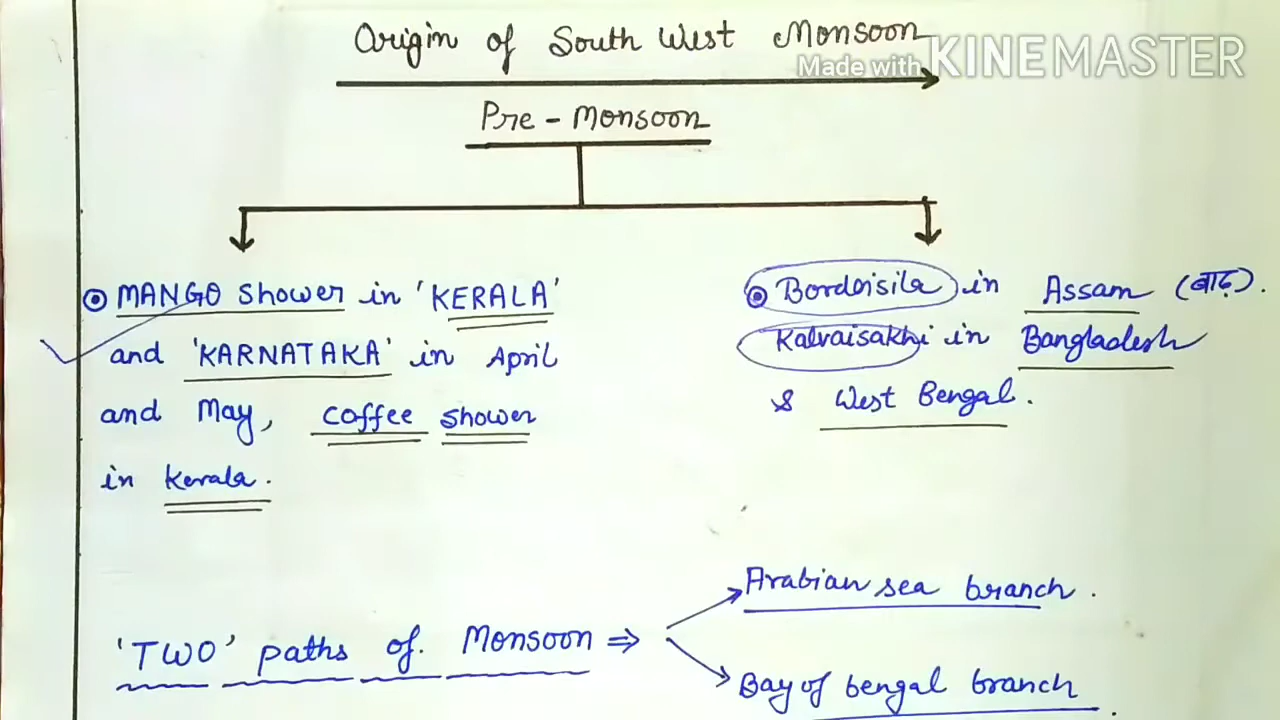 Origin of South West Monsoon
Made with KINEMASTER
Pre-Monsoon
MANGO Shower in 'KERALA'
and 'KARNATAKA' in April
and May, coffee shower
in Kerala.
Bordoisila in Assam (बाढ़).
Kalvaisakhi in Bangladesh
& West Bengal.
'TWO' paths of. Monsoon ⇒
Arabian sea branch.
Bay of bengal branch.